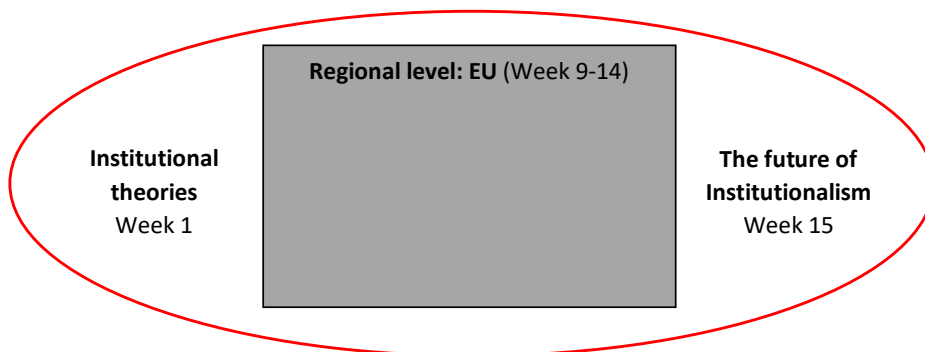 Regional level: EU (Week 9-14)
Institutional
theories
Week 1
The future of
Institutionalism
Week 15